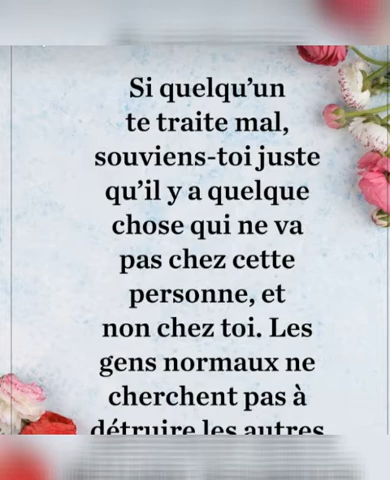 Si quelqu’un
te traite mal,
souviens-toi juste
qu’il y a quelque
chose qui ne va
pas chez cette
personne, et
non chez toi. Les
gens normaux ne
cherchent pas à
détruire les autres